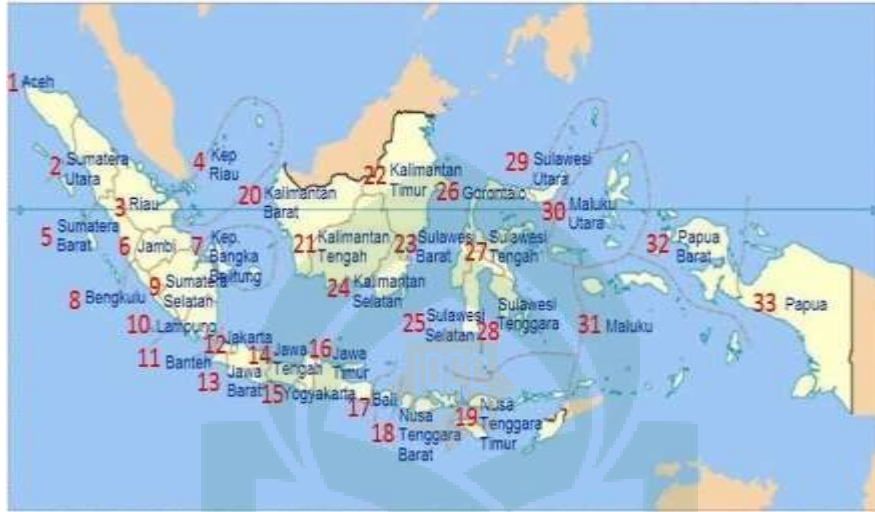 1 Aceh
2 Sumatera
Utara
3 Riau
4 Kep
Riau
5 Sumatera
Barat
6 Jambi
7 Kep.
Bangka
Belitung
8 Bengkulu
9 Sumatera
Selatan
10 Lampung
11 Banten
12 Jakarta
13 Jawa
Barat
14 Jawa
Tengah
15 Yogyakarta
16 Jawa
Timur
17 Bali
18 Nusa
Tenggara
Barat
19 Nusa
Tenggara
Timur
20 Kalimantan
Barat
21 Kalimantan
Tengah
22 Kalimantan
Timur
23 Sulawesi
Barat
24 Kalimantan
Selatan
25 Sulawesi
Selatan
26 Gorontalo
27 Sulawesi
Tengah
28 Sulawesi
Tenggara
29 Sulawesi
Utara
30 Maluku
Utara
31 Maluku
32 Papua
Barat
33 Papua